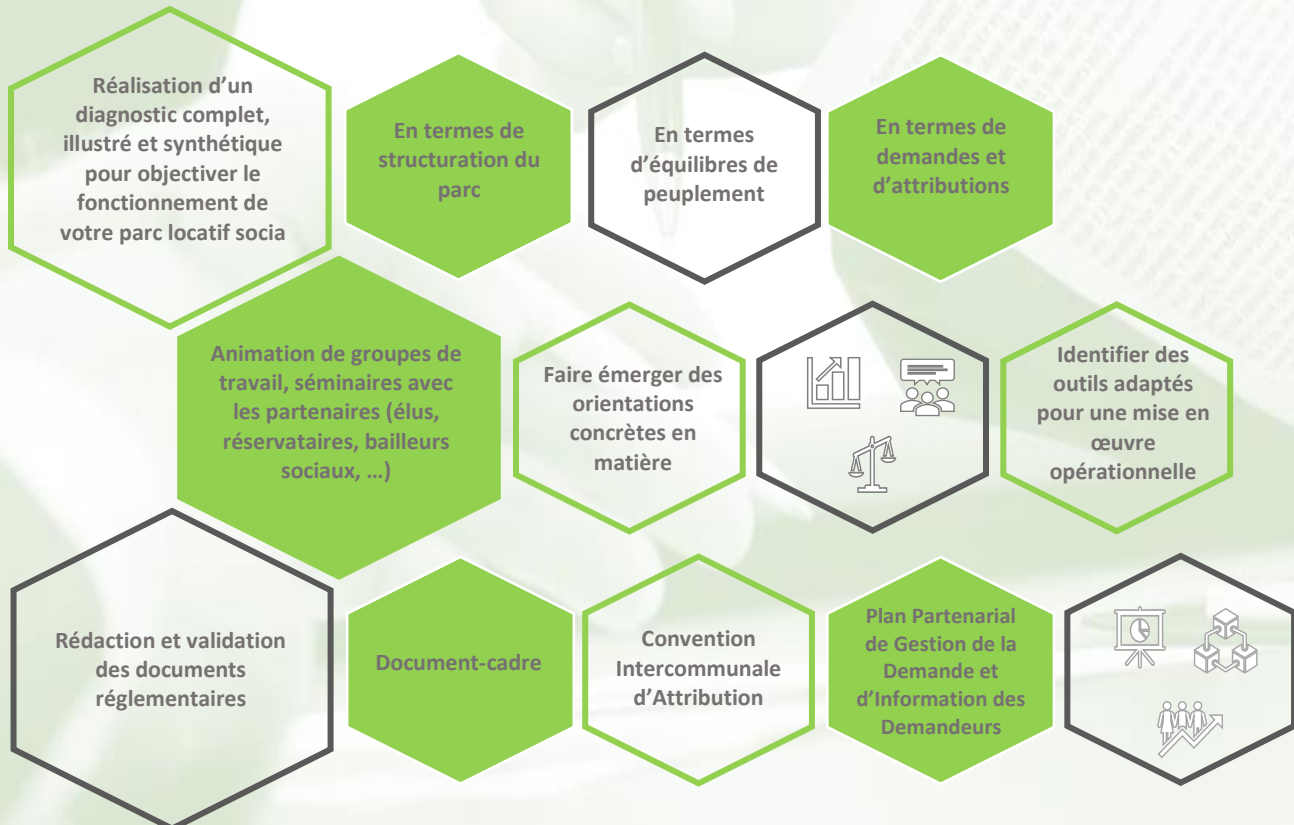 Réalisation d’un
diagnostic complet,
illustré et synthétique
pour objectiver le
fonctionnement de
votre parc locatif socia
En termes de
structuration du
parc
En termes
d’équilibres de
peuplement
En termes de
demandes et
d’attributions
Animation de groupes de
travail, séminaires avec
les partenaires (élus,
réservataires, bailleurs
sociaux, …)
Faire émerger des
orientations
concrètes en
matière
Identifier des
outils adaptés
pour une mise en
œuvre
opérationnelle
Rédaction et validation
des documents
réglementaires
Document-cadre
Convention
Intercommunale
d’Attribution
Plan Partenarial
de Gestion de la
Demande et
d’Information des
Demandeurs